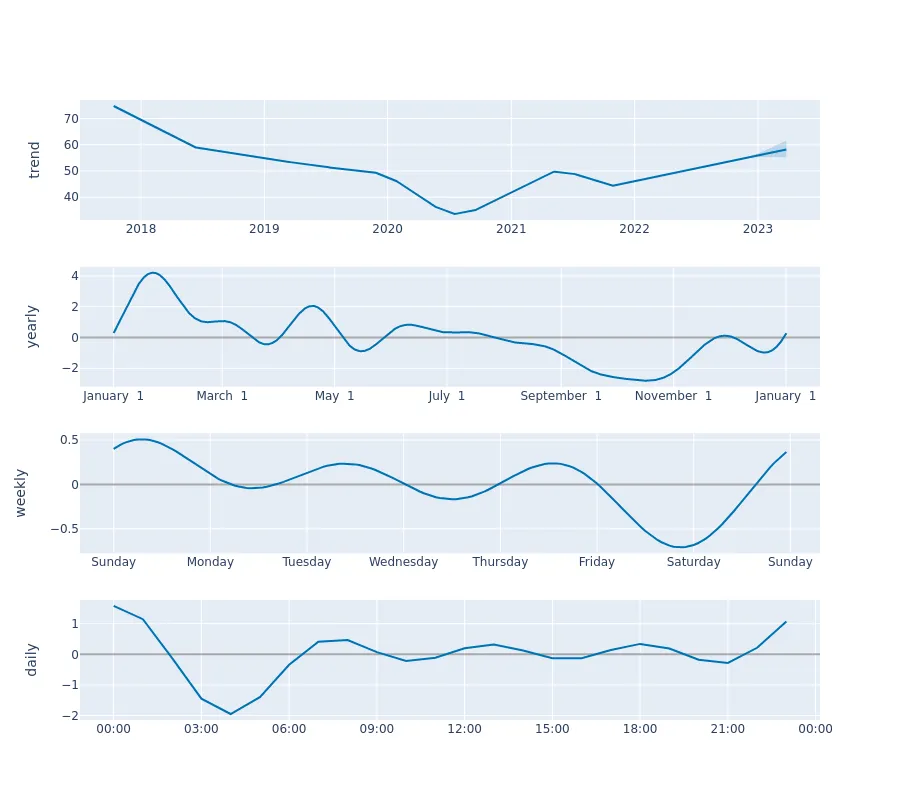 trend
70
60
50
40
2018 2019 2020 2021 2022 2023
yearly
4
2
0
−2
January 1 March 1 May 1 July 1 September 1 November 1 January 1
weekly
0.5
0
−0.5
Sunday Monday Tuesday Wednesday Thursday Friday Saturday Sunday
daily
1
0
−1
−2
00:00 03:00 06:00 09:00 12:00 15:00 18:00 21:00 00:00